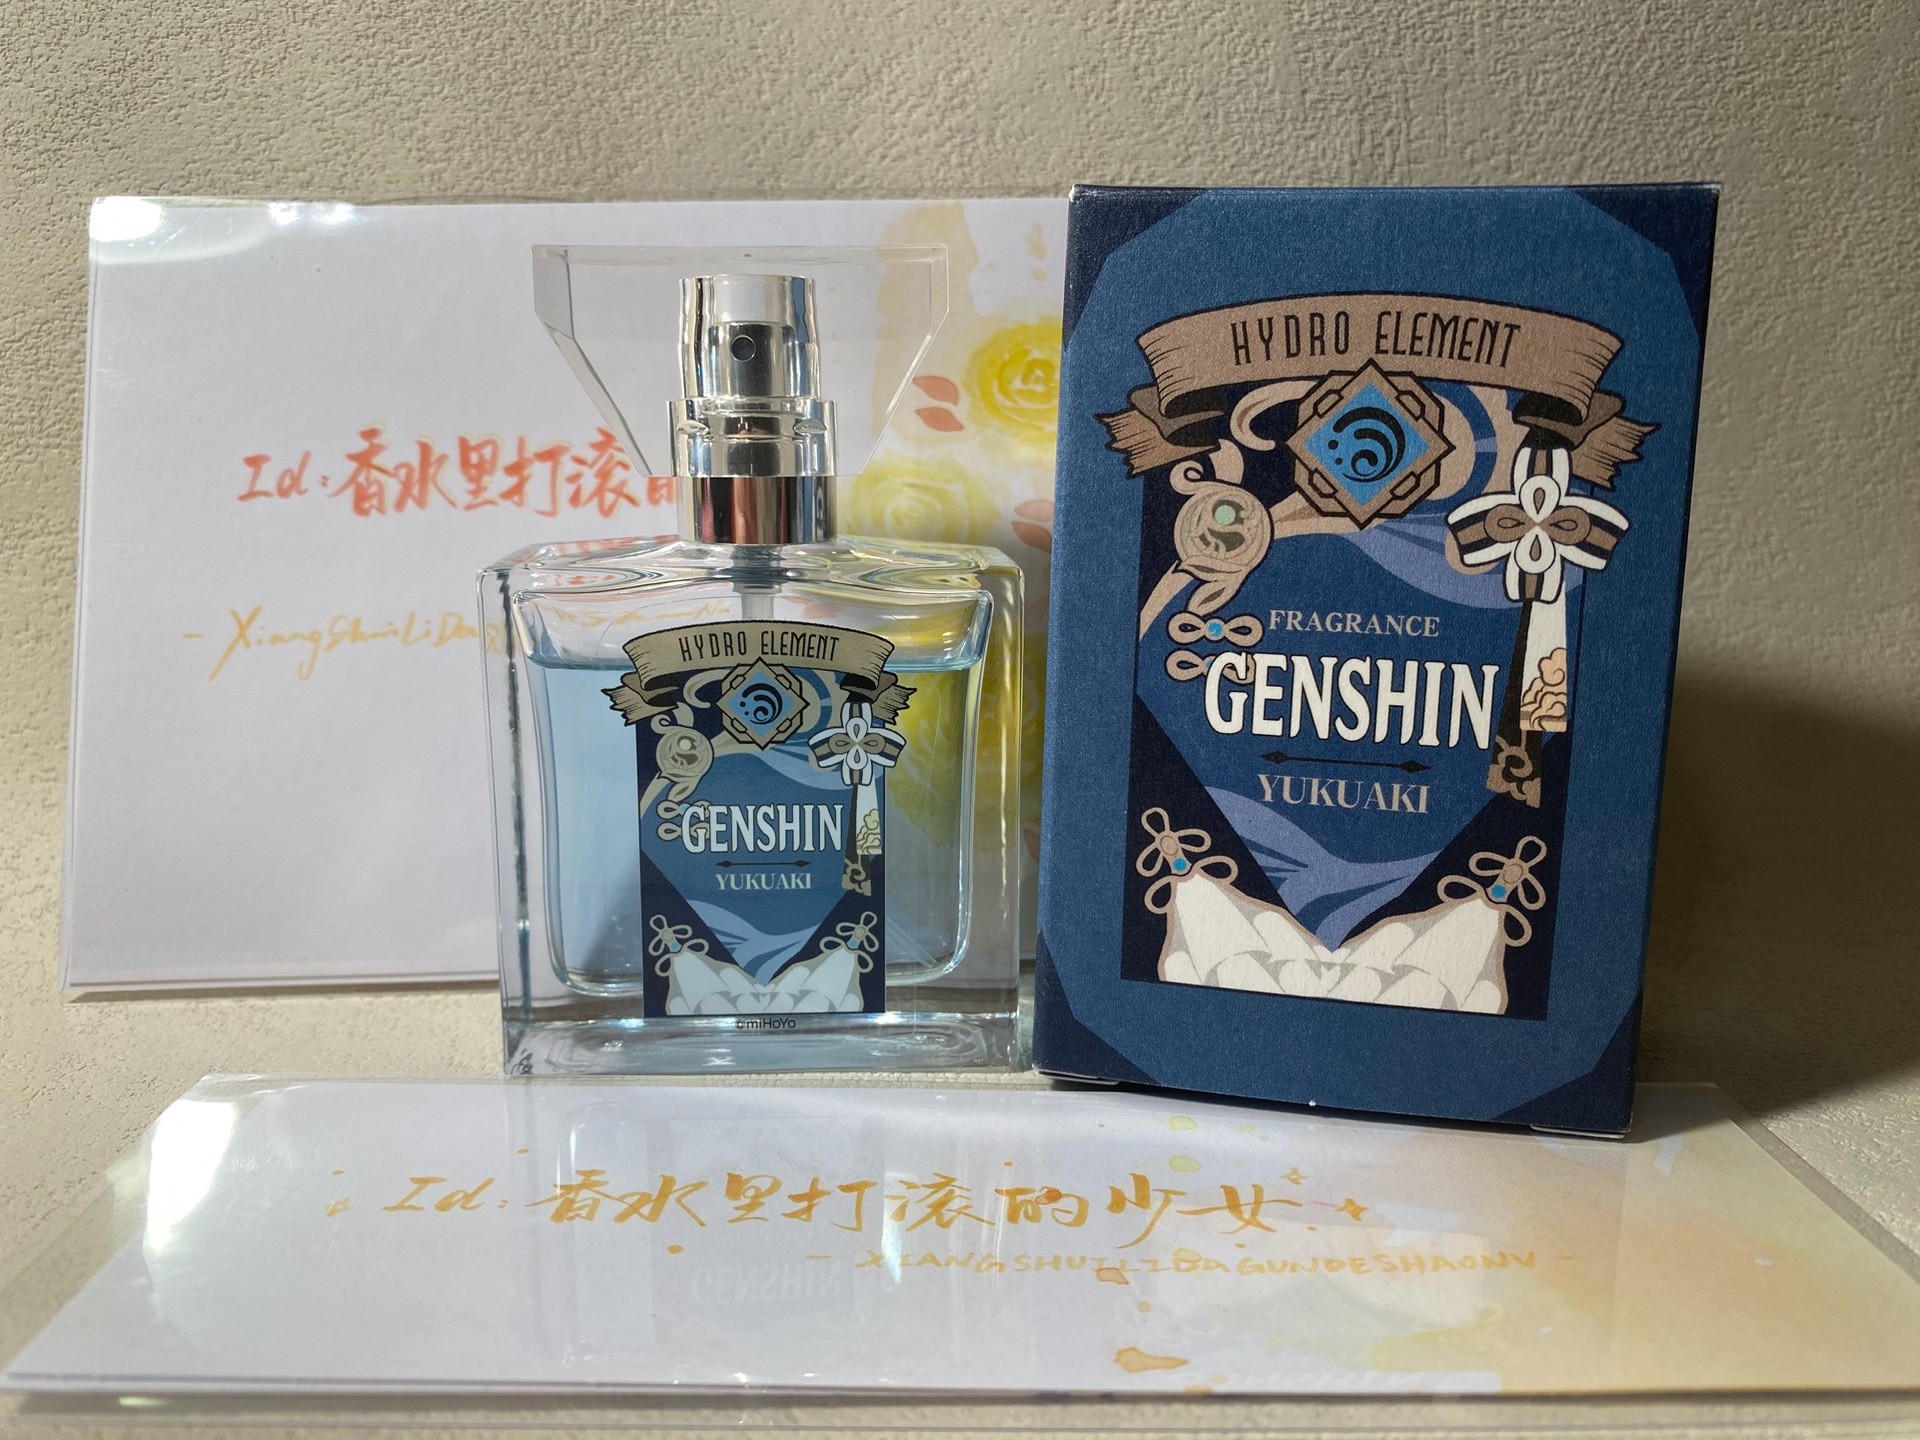 Id:香水里打滚的
HYDRO ELEMENT
GENSHIN
YUKUAKI
©miHoYo
HYDRO ELEMENT
FRAGRANCE
GENSHIN
YUKUAKI
Id:香水里打滚的少女
- XIANGSHUILIDAGUNDESHAONV -